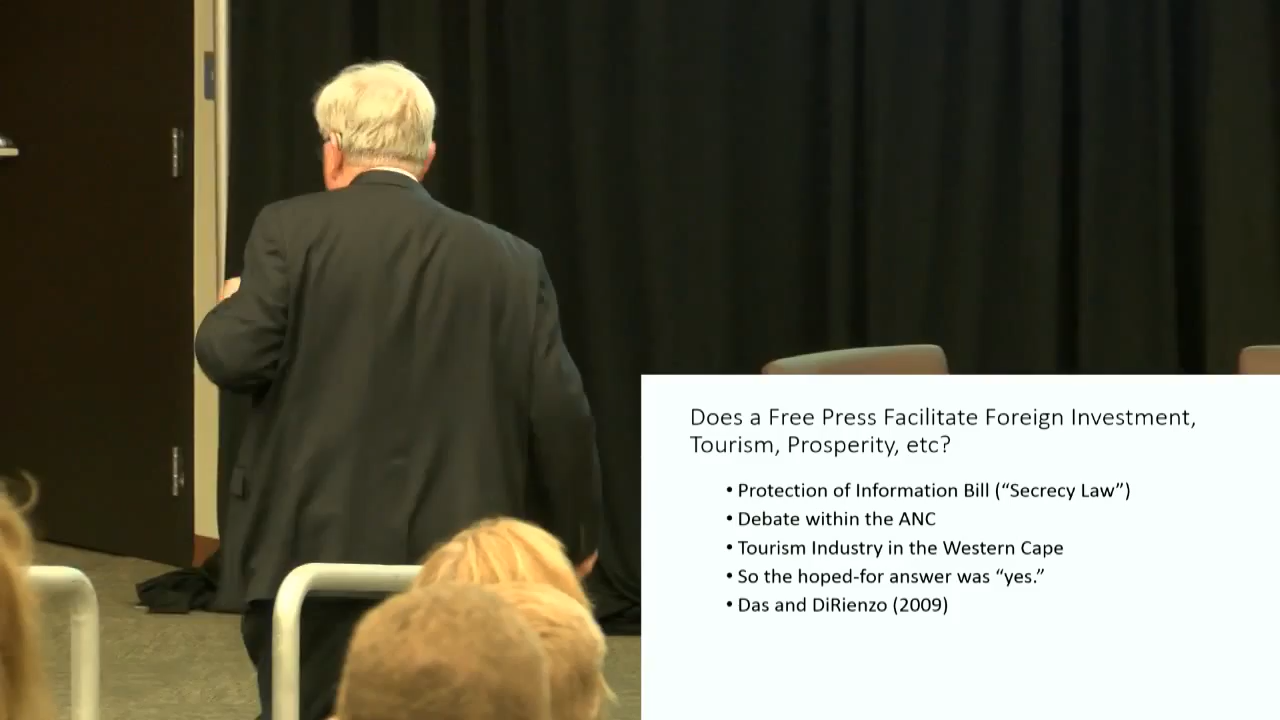 Does a Free Press Facilitate Foreign Investment,
Tourism, Prosperity, etc?
• Protection of Information Bill (“Secrecy Law”)
• Debate within the ANC
• Tourism Industry in the Western Cape
• So the hoped-for answer was “yes.”
• Das and DiRienzo (2009)